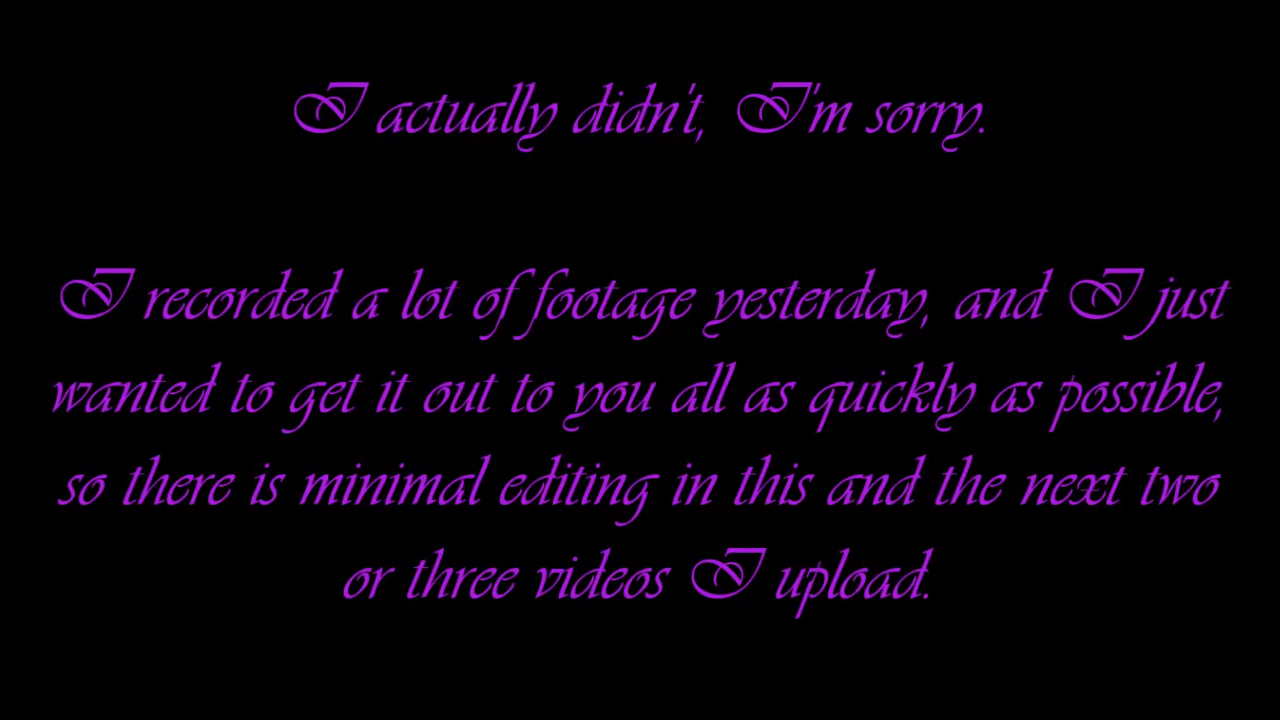 I actually didn't, I'm sorry.
I recorded a lot of footage yesterday, and I just
wanted to get it out to you all as quickly as possible,
so there is minimal editing in this and the next two
or three videos I upload.